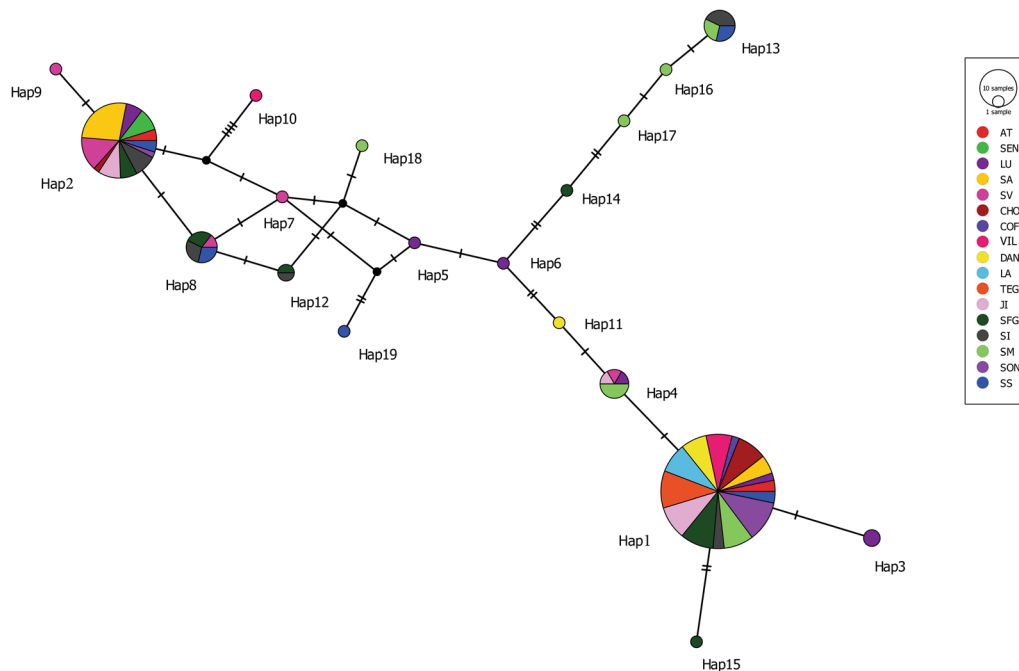 Hap13
Hap9
Hap16
Hap10
Hap17
Hap18
Hap2
Hap14
Hap7
Hap5
Hap6
Hap8
Hap12
Hap11
Hap19
Hap4
Hap1
Hap3
Hap15
10 samples
1 sample
AT
SEN
LU
SA
SV
CHO
COF
VIL
DAN
LA
TEG
JI
SFG
SI
SM
SON
SS